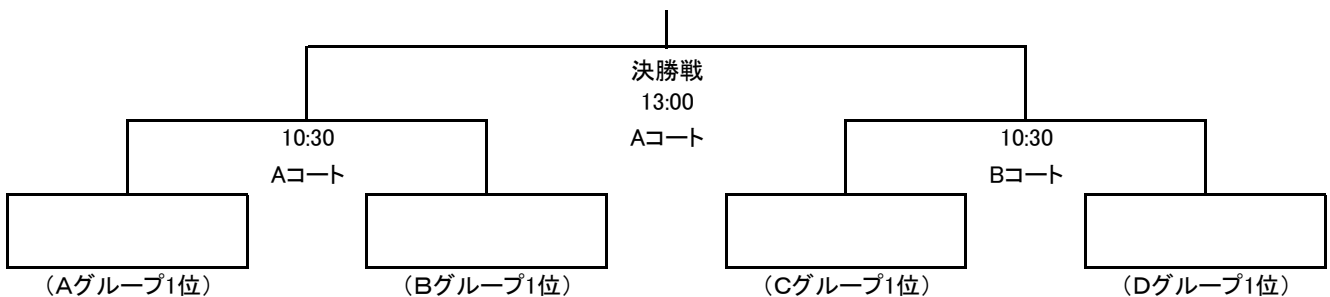 決勝戦
13:00
Aコート
10:30
Aコート
10:30
Bコート
（Aグループ1位）
（Bグループ1位）
（Cグループ1位）
（Dグループ1位）